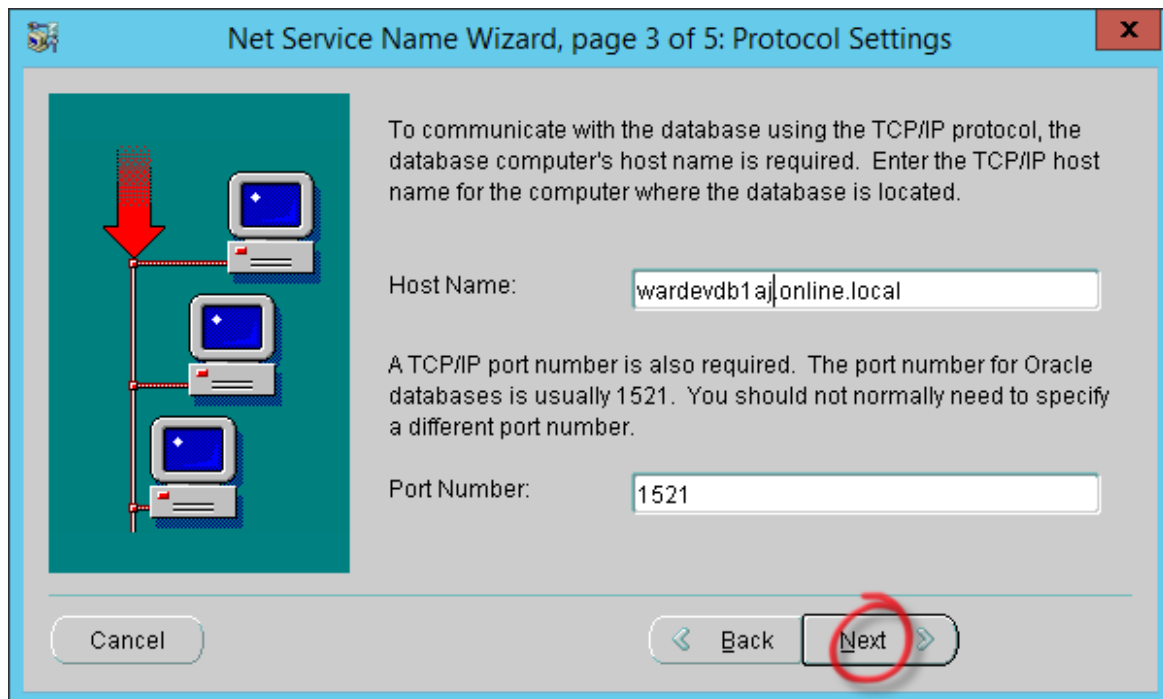 Net Service Name Wizard, page 3 of 5: Protocol Settings
x
To communicate with the database using the TCP/IP protocol, the
database computer's host name is required. Enter the TCP/IP host
name for the computer where the database is located.
Host Name:
wardevdb1aj.online.local
A TCP/IP port number is also required. The port number for Oracle
databases is usually 1521. You should not normally need to specify
a different port number.
Port Number:
1521
Cancel
Back
Next